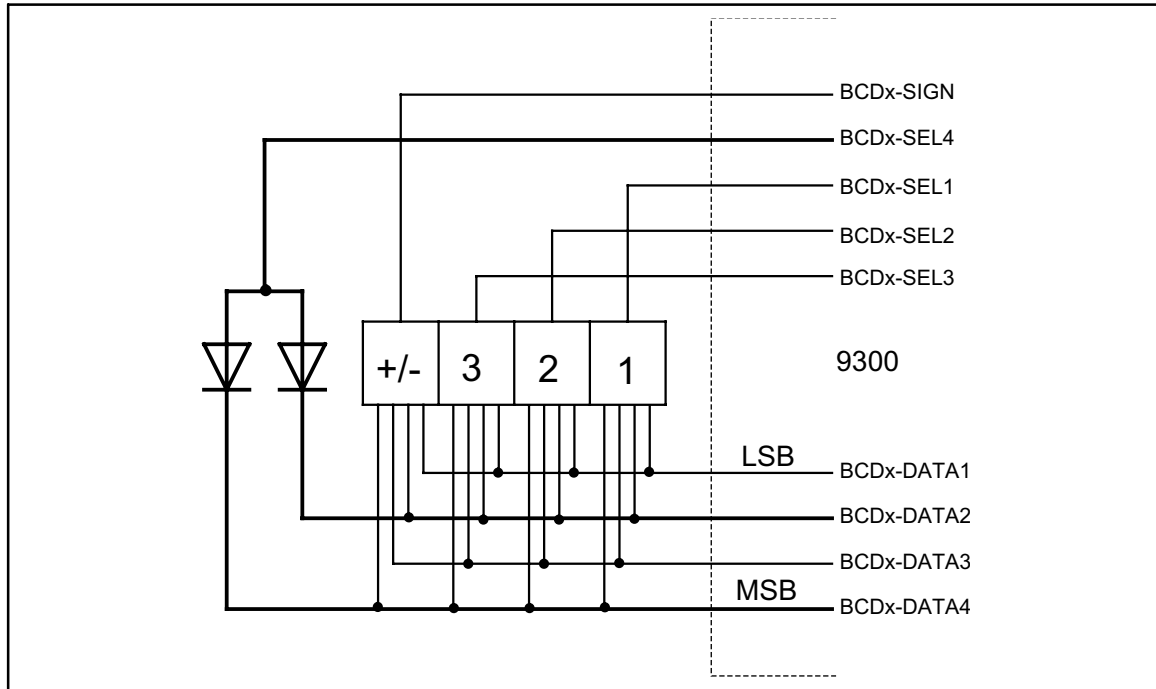 BCDx-SIGN
BCDx-SEL4
BCDx-SEL1
BCDx-SEL2
BCDx-SEL3
+/- 3 2 1
9300
LSB BCDx-DATA1
BCDx-DATA2
BCDx-DATA3
MSB BCDx-DATA4